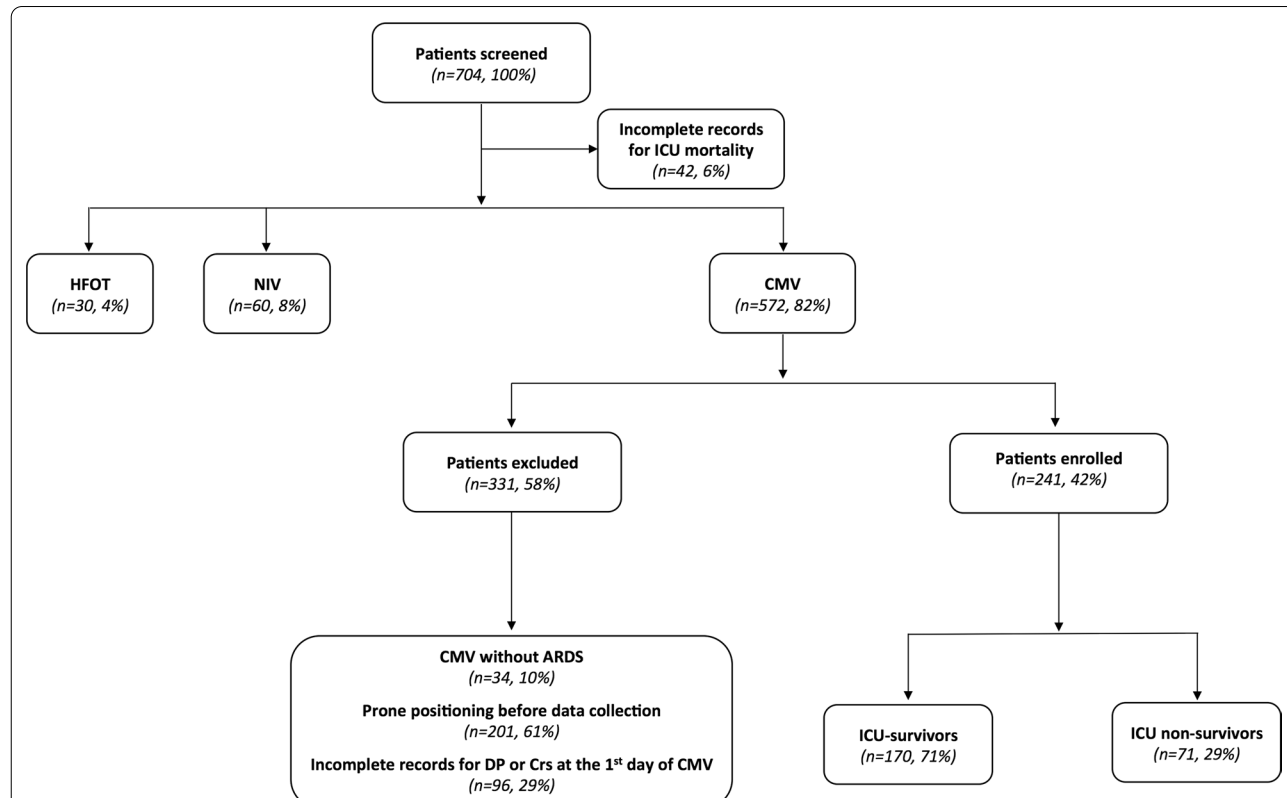 Patients screened
(n=704, 100%)
Incomplete records
for ICU mortality
(n=42, 6%)
HFOT
(n=30, 4%)
NIV
(n=60, 8%)
CMV
(n=572, 82%)
Patients excluded
(n=331, 58%)
Patients enrolled
(n=241, 42%)
CMV without ARDS
(n=34, 10%)
Prone positioning before data collection
(n=201, 61%)
Incomplete records for DP or Crs at the 1st day of CMV
(n=96, 29%)
ICU-survivors
(n=170, 71%)
ICU non-survivors
(n=71, 29%)